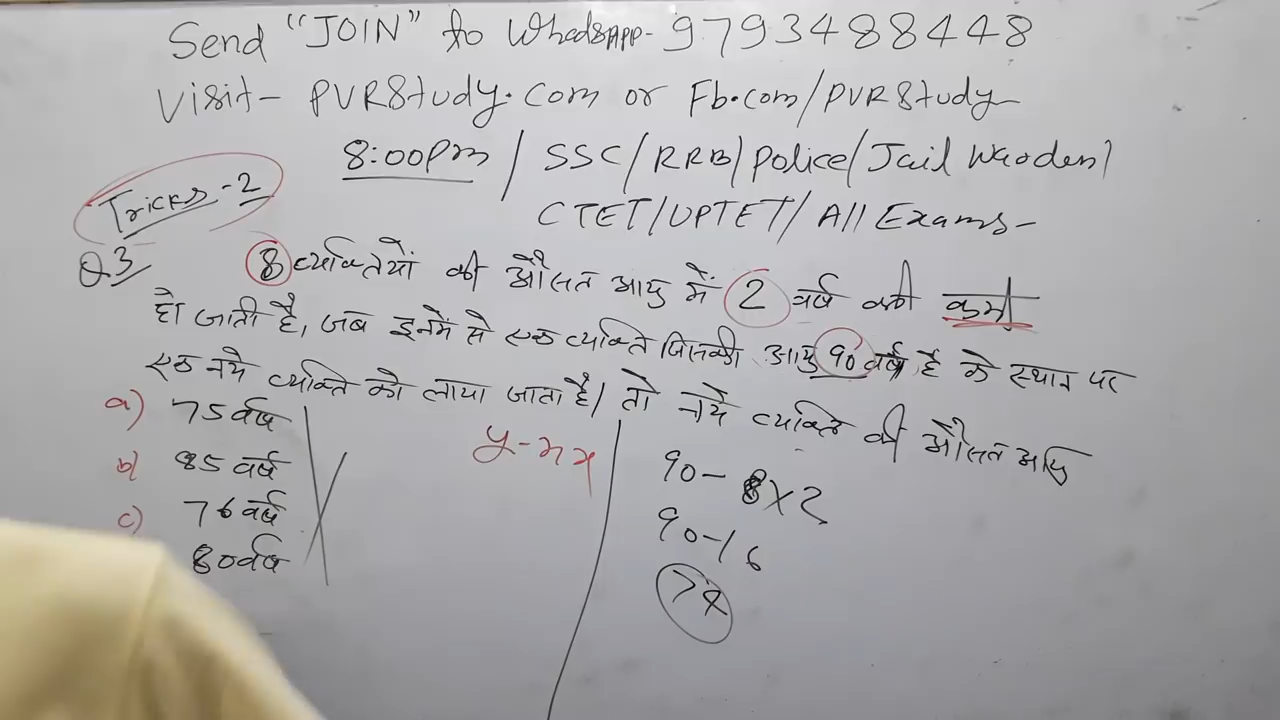 Send "JOIN" to WhadsApp- 9793488448
Visit- PVRStudy.com or Fb.com/PVRStudy
8:00pm / SSC/RRB/Police/Jail Warden/
CTET/UPTET/All Exams-
Tricks-2
Q.3 8 व्यक्तियों की औसत आयु में 2 वर्ष की कमी
हो जाती है, जब इनमें से एक व्यक्ति जिसकी आयु 90 वर्ष है के स्थान पर
एक नये व्यक्ति को लाया जाता है। तो नये व्यक्ति की औसत आयु
a) 75 वर्ष
b) 85 वर्ष
c) 76 वर्ष
80 वर्ष
y-nx
90-8×2
90-16
74